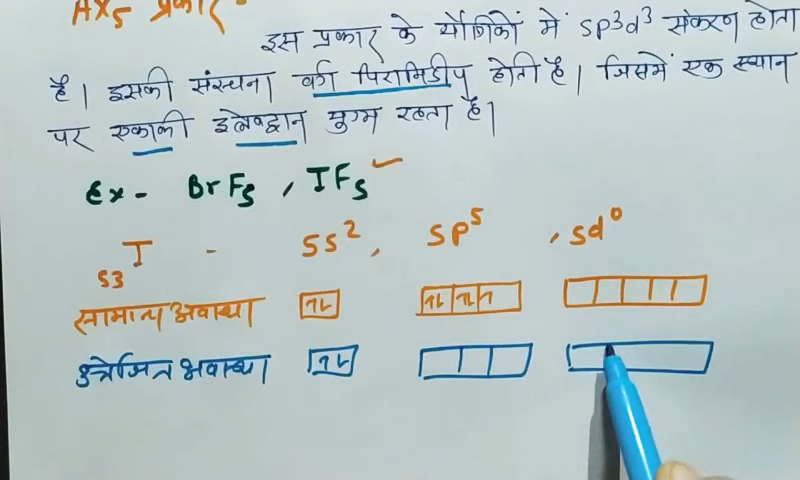 AX5 प्रकार
इस प्रकार के यौगिकों में sp³d³ संकरण होता
है। इसकी संरचना वर्ग पिरामिडीय होती है। जिसमें एक स्थान
पर एकाकी इलेक्ट्रान युग्म रहता है।
Ex- BrF5, IF5
53I - 5s², 5p⁵, 5d⁰
सामान्य अवस्था
उत्तेजित अवस्था